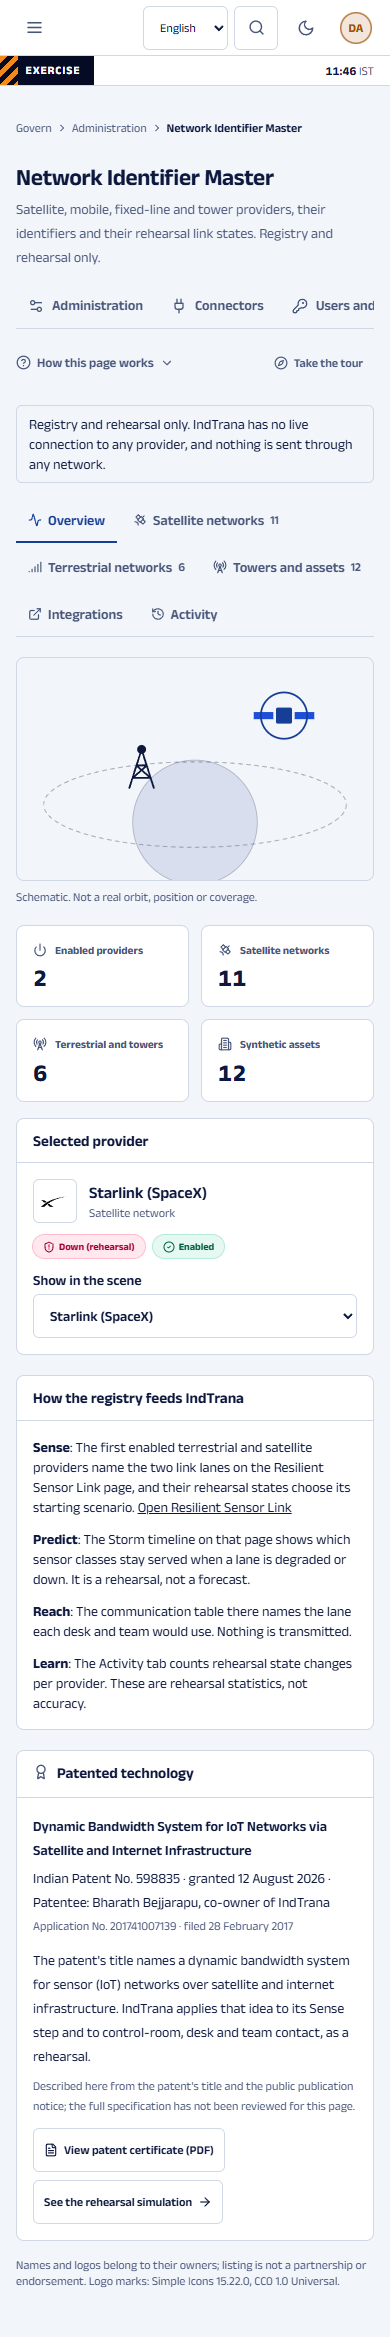 English
DA
EXERCISE
11:46 IST
Govern > Administration > Network Identifier Master
Network Identifier Master
Satellite, mobile, fixed-line and tower providers, their
identifiers and their rehearsal link states. Registry and
rehearsal only.
Administration Connectors Users and
How this page works
Take the tour
Registry and rehearsal only. IndTrana has no live
connection to any provider, and nothing is sent through
any network.
Overview Satellite networks 11
Terrestrial networks 6 Towers and assets 12
Integrations Activity
Schematic. Not a real orbit, position or coverage.
Enabled providers
2
Satellite networks
11
Terrestrial and towers
6
Synthetic assets
12
Selected provider
Starlink (SpaceX)
Satellite network
Down (rehearsal) Enabled
Show in the scene
Starlink (SpaceX)
How the registry feeds IndTrana
Sense: The first enabled terrestrial and satellite
providers name the two link lanes on the Resilient
Sensor Link page, and their rehearsal states choose its
starting scenario. Open Resilient Sensor Link
Predict: The Storm timeline on that page shows which
sensor classes stay served when a lane is degraded or
down. It is a rehearsal, not a forecast.
Reach: The communication table there names the lane
each desk and team would use. Nothing is transmitted.
Learn: The Activity tab counts rehearsal state changes
per provider. These are rehearsal statistics, not
accuracy.
Patented technology
Dynamic Bandwidth System for IoT Networks via
Satellite and Internet Infrastructure
Indian Patent No. 598835 · granted 12 August 2026 ·
Patentee: Bharath Bejjarapu, co-owner of IndTrana
Application No. 201741007139 · filed 28 February 2017
The patent's title names a dynamic bandwidth system
for sensor (IoT) networks over satellite and internet
infrastructure. IndTrana applies that idea to its Sense
step and to control-room, desk and team contact, as a
rehearsal.
Described here from the patent's title and the public publication
notice; the full specification has not been reviewed for this page.
View patent certificate (PDF)
See the rehearsal simulation →
Names and logos belong to their owners; listing is not a partnership or
endorsement. Logo marks: Simple Icons 15.22.0, CC0 1.0 Universal.